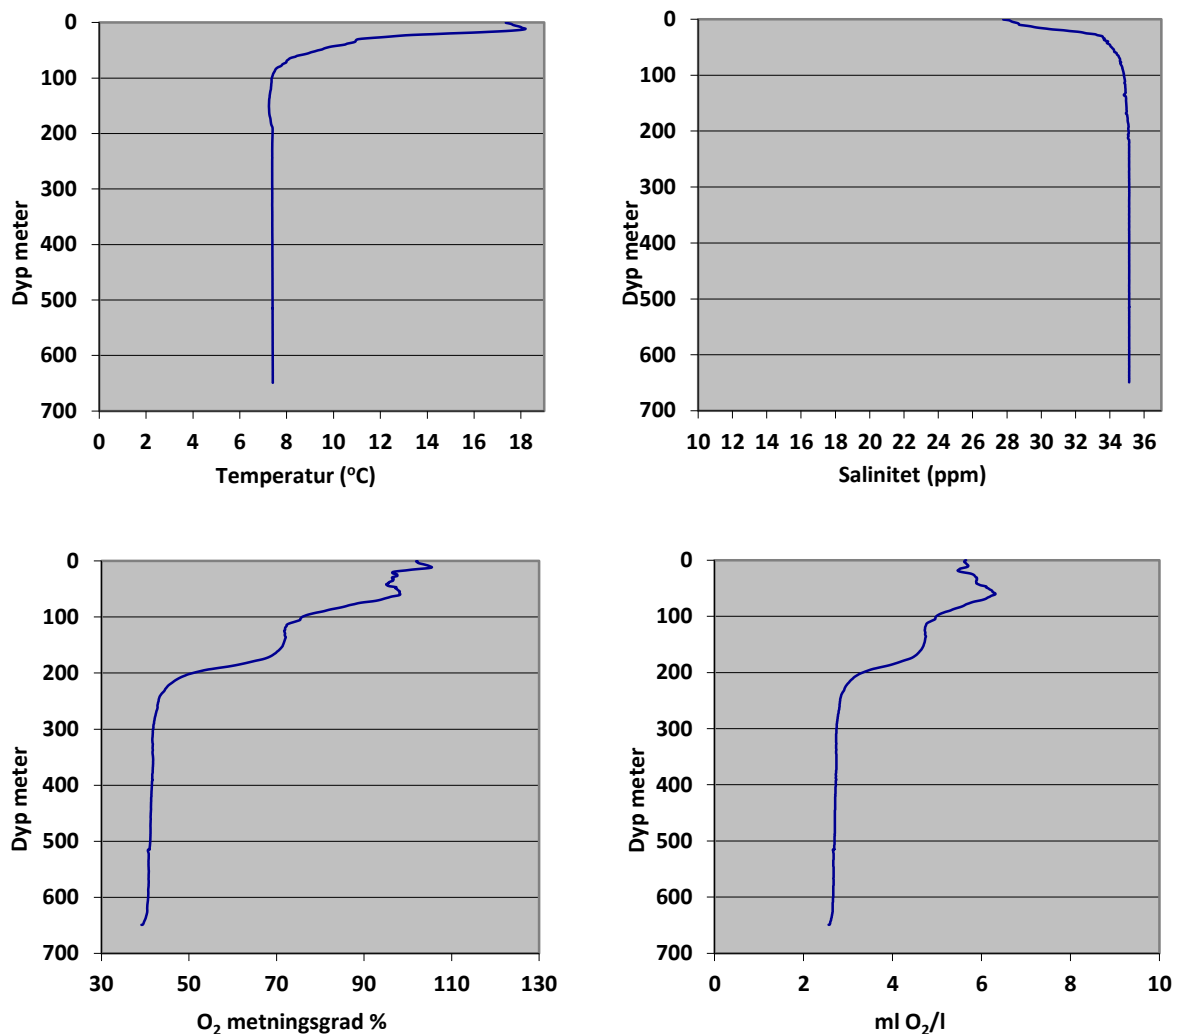 0
100
200
300
400
500
600
700
Dyp meter
0 2 4 6 8 10 12 14 16 18
Temperatur (ºC)
0
100
200
300
400
500
600
700
Dyp meter
10 12 14 16 18 20 22 24 26 28 30 32 34 36
Salinitet (ppm)
0
100
200
300
400
500
600
700
Dyp meter
30 50 70 90 110 130
O₂ metningsgrad %
0
100
200
300
400
500
600
700
Dyp meter
0 2 4 6 8 10
ml O₂/l